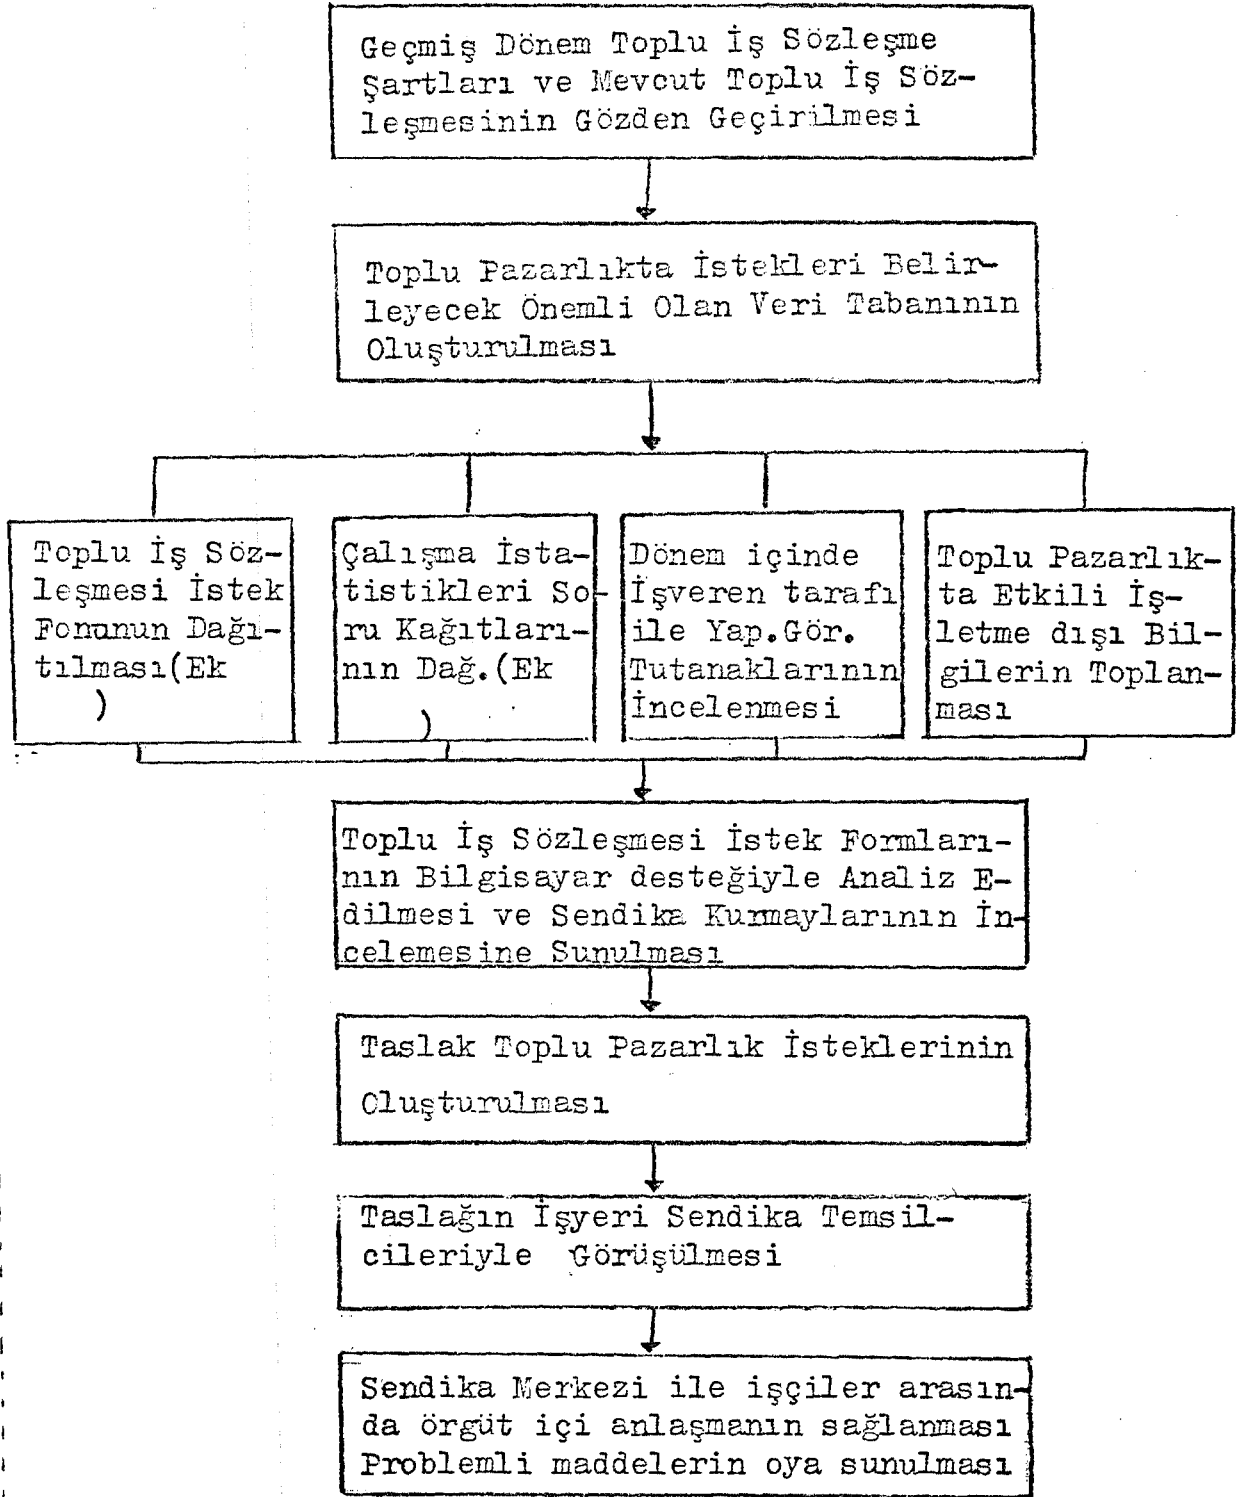 Geçmiş Dönem Toplu İş Sözleşme
Şartları ve Mevcut Toplu İş Söz-
leşmesinin Gözden Geçirilmesi
Toplu Pazarlıkta İstekleri Belir-
leyecek Önemli Olan Veri Tabanının
Oluşturulması
Toplu İş Söz-
leşmesi İstek
Fonunun Dağı-
tılması(Ek
)
Çalışma İsta-
tistikleri So-
ru Kağıtları-
nın Dağ.(Ek
)
Dönem içinde
İşveren tarafı
ile Yap.Gör.
Tutanaklarının
İncelenmesi
Toplu Pazarlık-
ta Etkili İş-
letme dışı Bil-
gilerin Toplan-
ması
Toplu İş Sözleşmesi İstek Formları-
nın Bilgisayar desteğiyle Analiz E-
dilmesi ve Sendika Kurmaylarının İn-
celemesine Sunulması
Taslak Toplu Pazarlık İsteklerinin
Oluşturulması
Taslağın İşyeri Sendika Temsil-
cileriyle Görüşülmesi
Sendika Merkezi ile işçiler arasın-
da örgüt içi anlaşmanın sağlanması
Problemli maddelerin oya sunulması